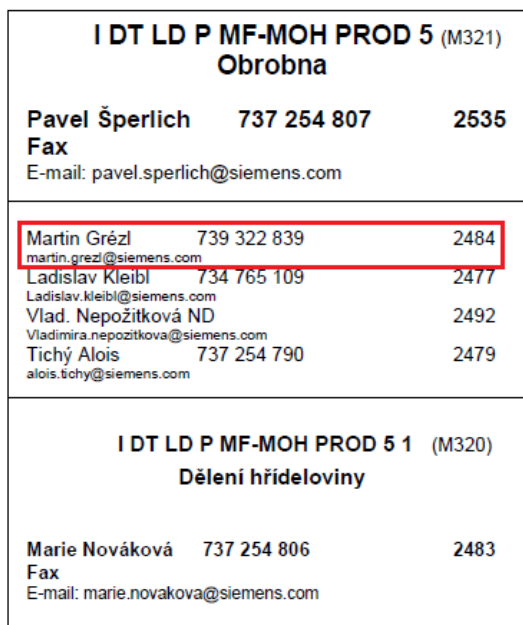 I DT LD P MF-MOH PROD 5 (M321)
Obrobna
Pavel Šperlich 737 254 807 2535
Fax
E-mail: pavel.sperlich@siemens.com
Martin Grézl 739 322 839 2484
martin.grezl@siemens.com
Ladislav Kleibl 734 765 109 2477
Ladislav.kleibl@siemens.com
Vlad. Nepožitková ND 2492
Vladimira.nepozitkova@siemens.com
Tichý Alois 737 254 790 2479
alois.tichy@siemens.com
I DT LD P MF-MOH PROD 5 1 (M320)
Dělení hřídeloviny
Marie Nováková 737 254 806 2483
Fax
E-mail: marie.novakova@siemens.com